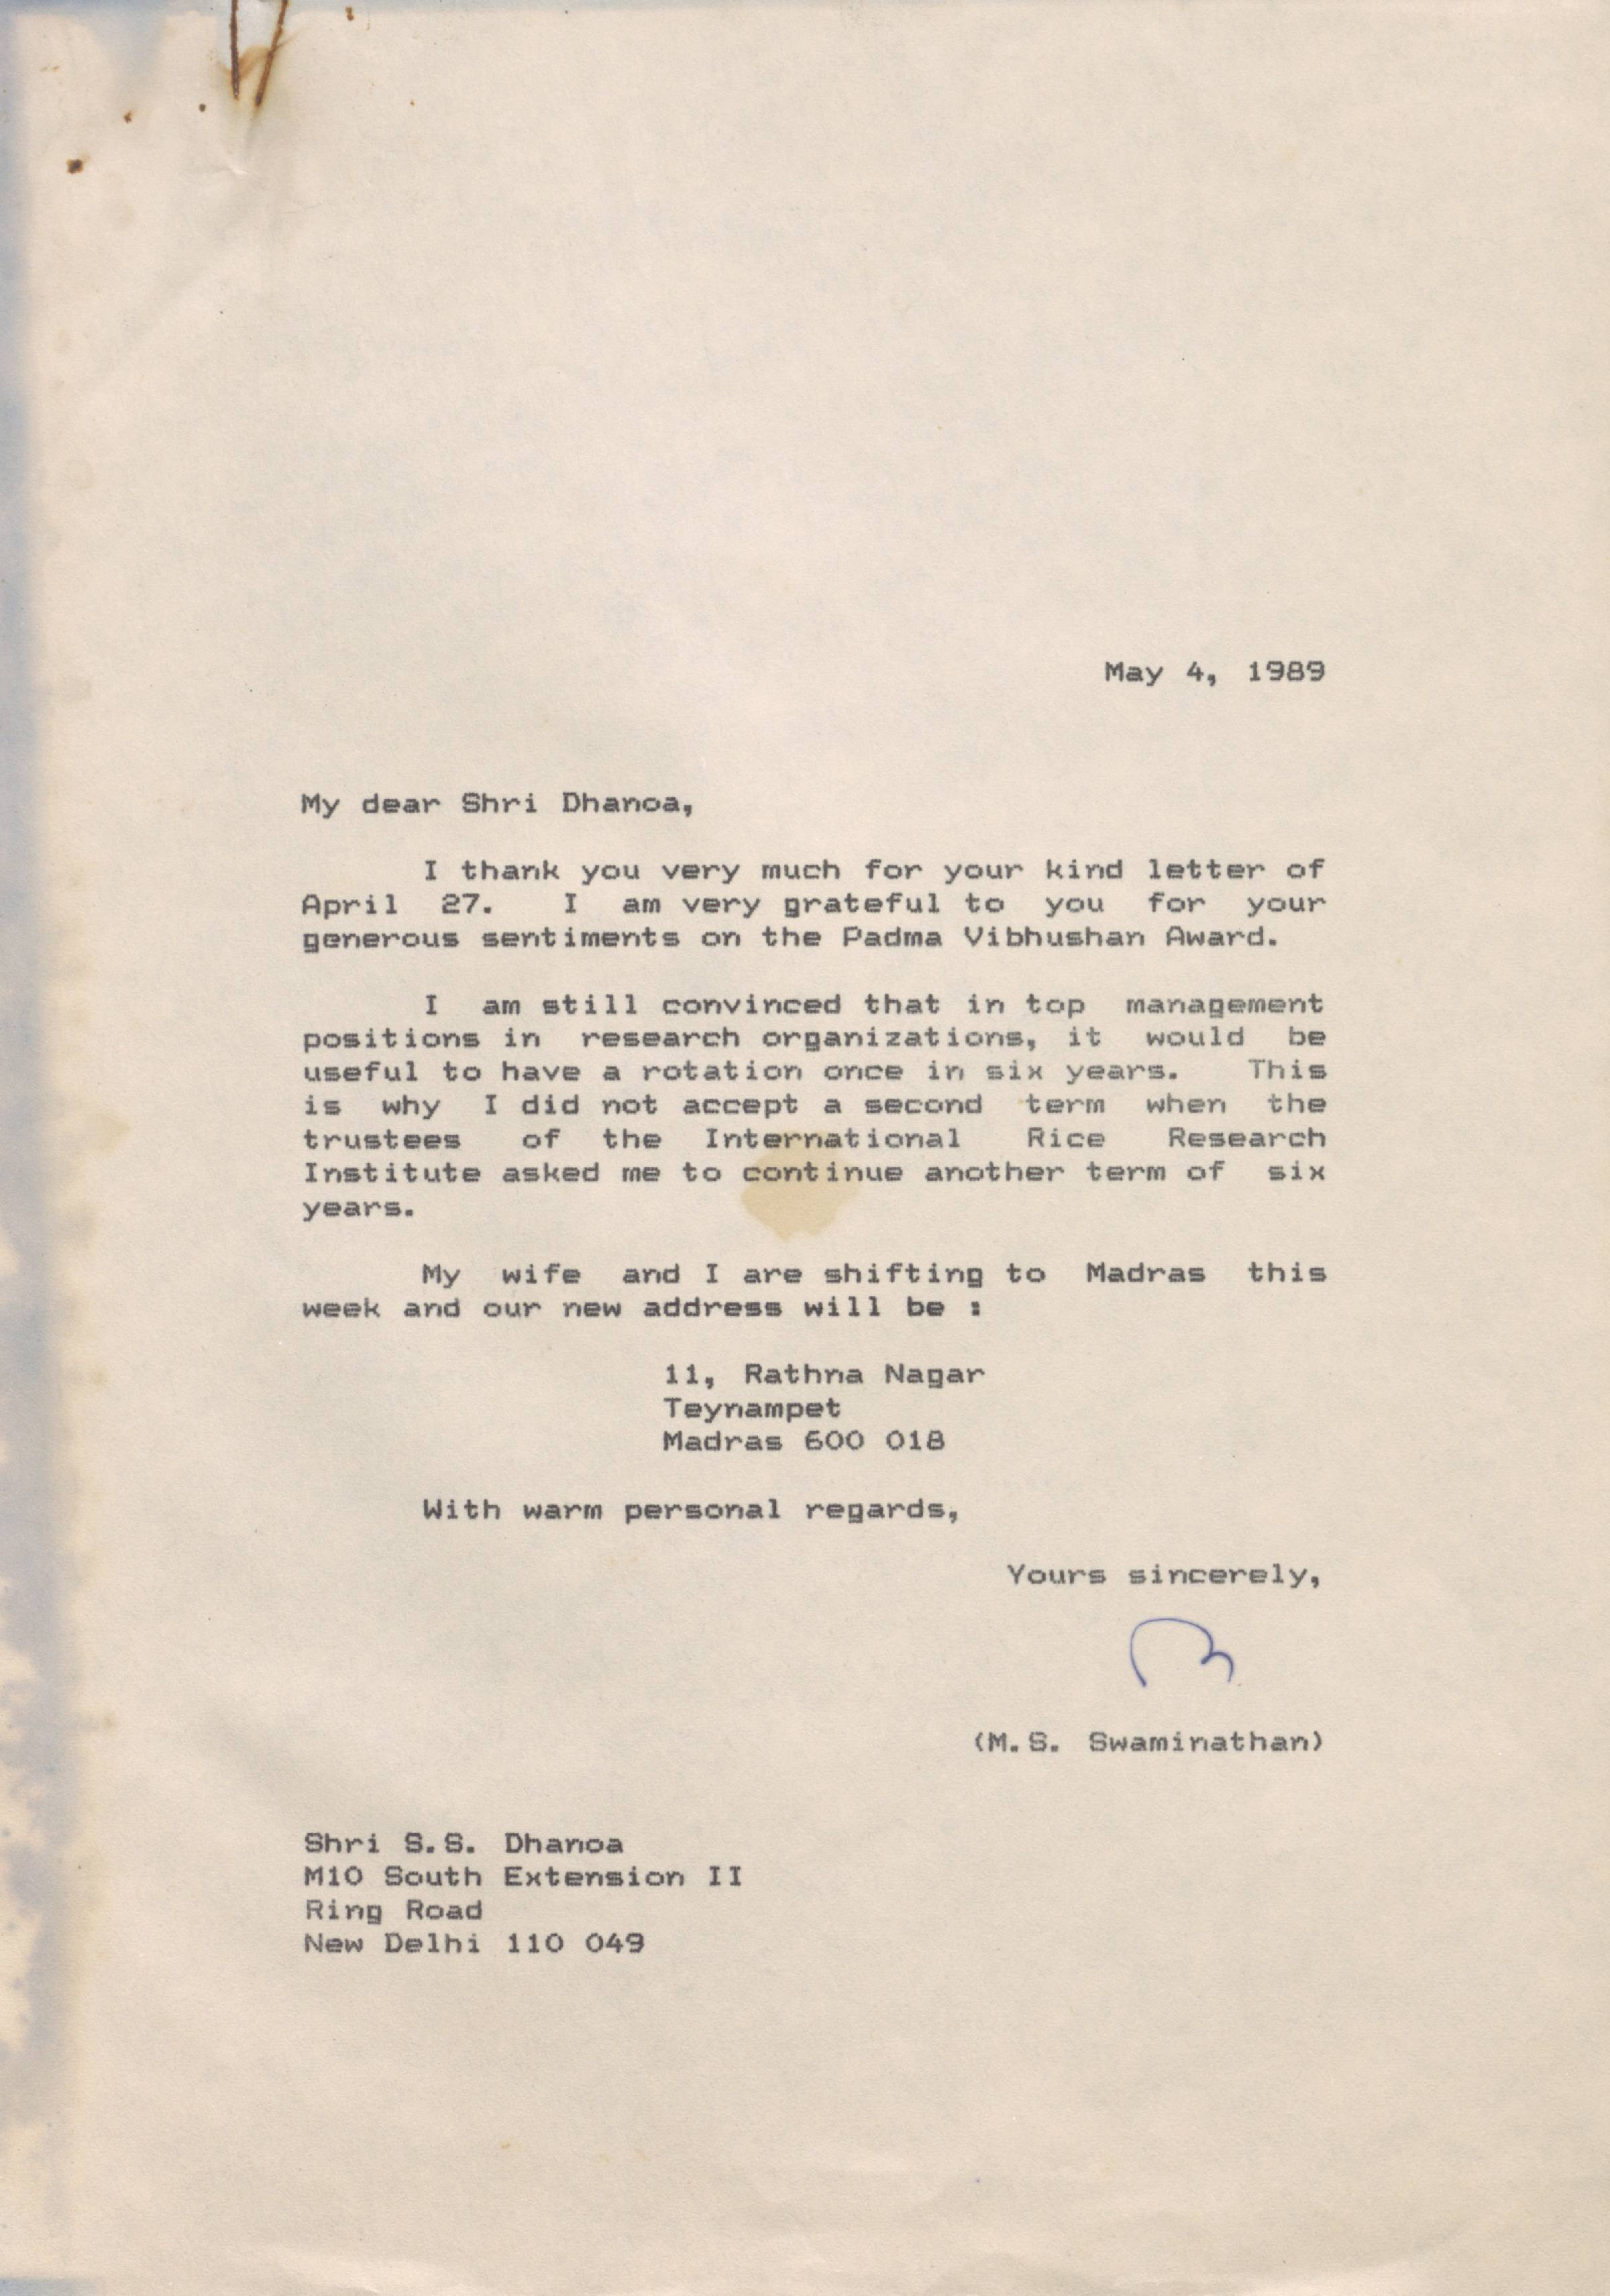 May 4, 1989
My dear Shri Dhanoa,
I thank you very much for your kind letter of
April 27. I am very grateful to you for your
generous sentiments on the Padma Vibhushan Award.
I am still convinced that in top management
positions in research organizations, it would be
useful to have a rotation once in six years. This
is why I did not accept a second term when the
trustees of the International Rice Research
Institute asked me to continue another term of six
years.
My wife and I are shifting to Madras this
week and our new address will be :
11, Rathna Nagar
Teynampet
Madras 600 018
With warm personal regards,
Yours sincerely,
(M.S. Swaminathan)
Shri S.S. Dhanoa
M10 South Extension II
Ring Road
New Delhi 110 049